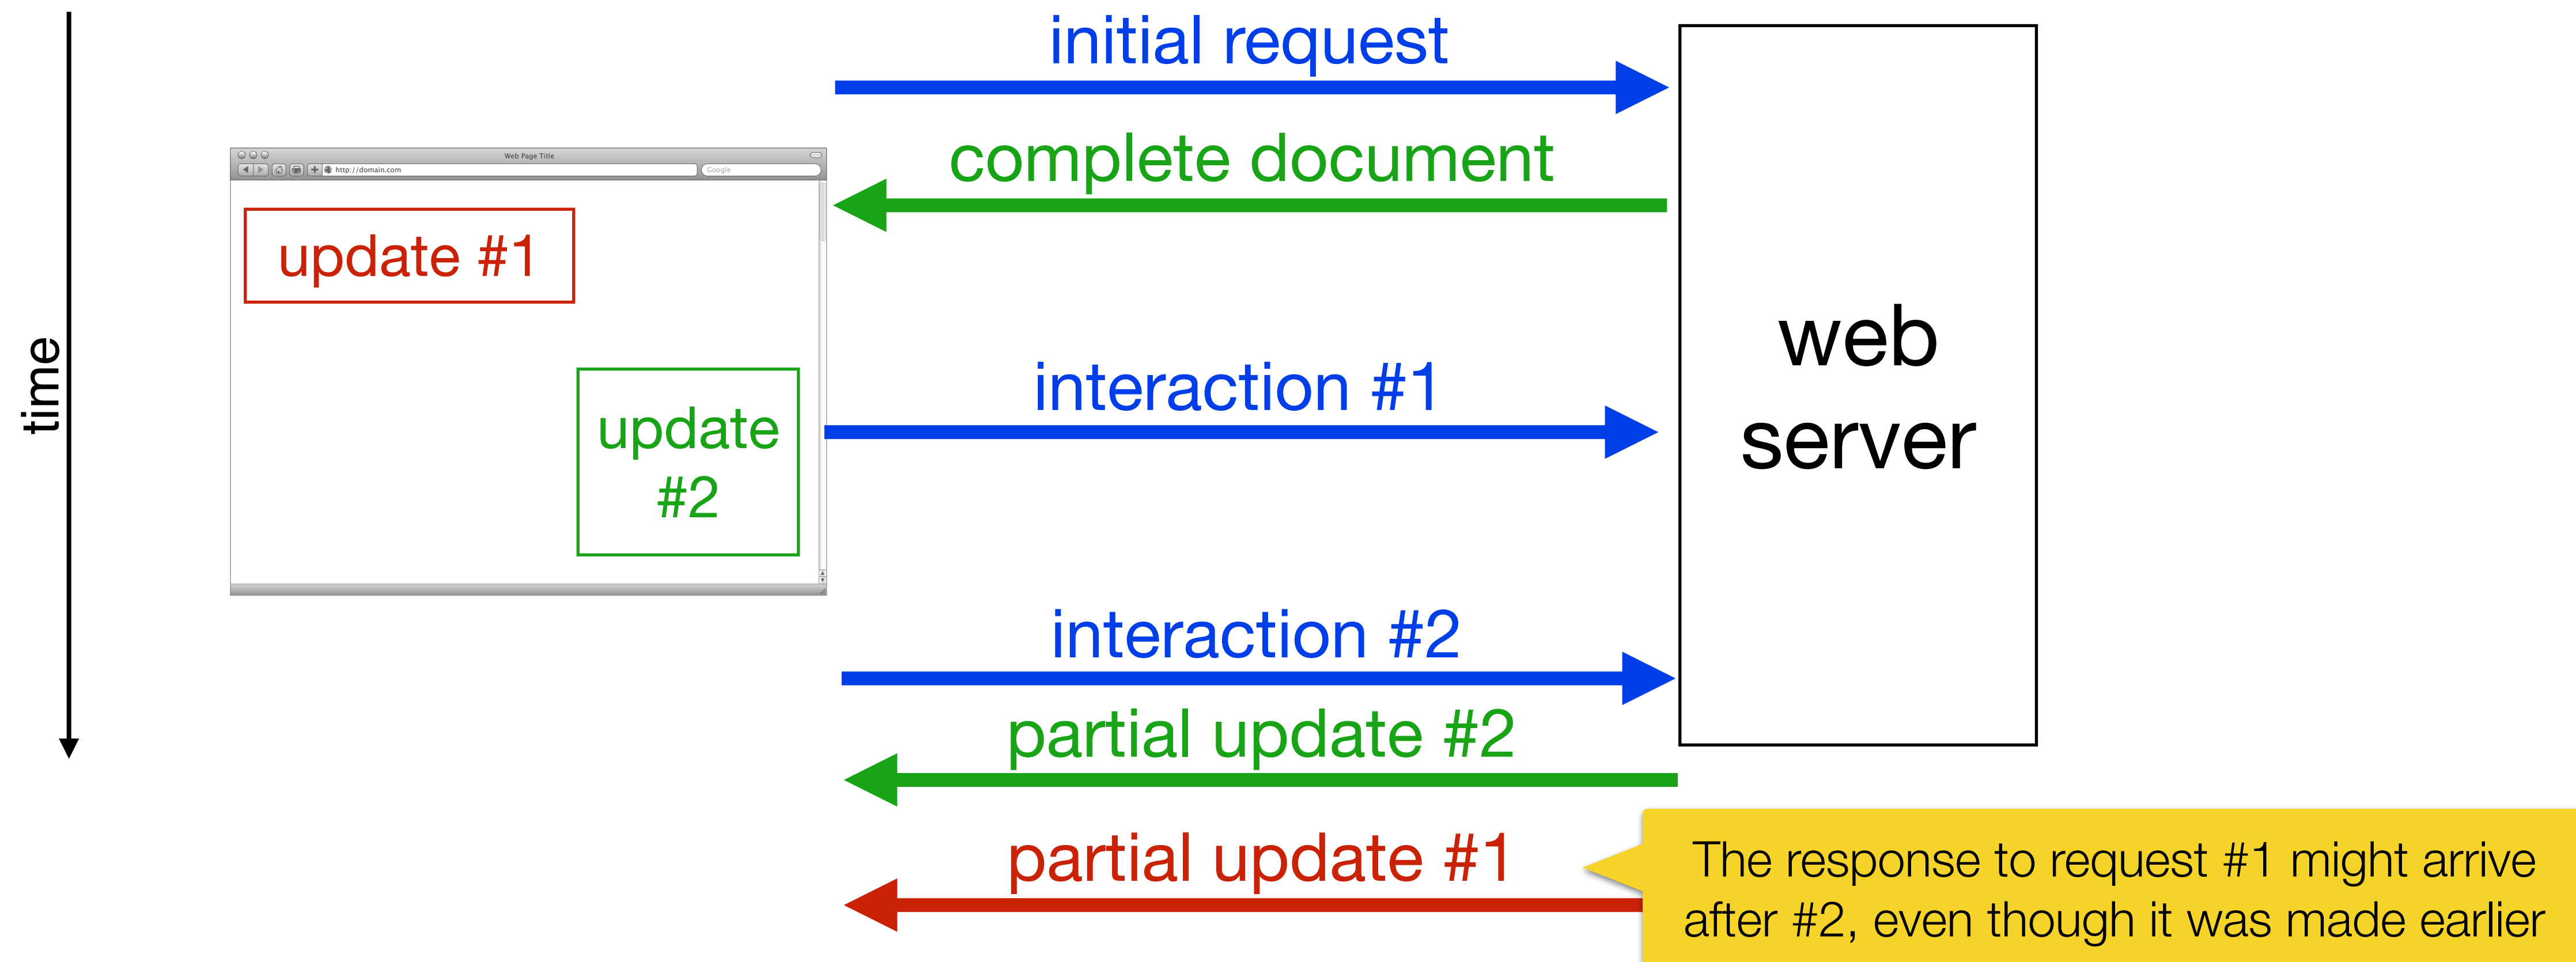 initial request
complete document
Web Page Title
http://domain.com
Google
update #1
time
update
#2
interaction #1
web
server
interaction #2
partial update #2
partial update #1
The response to request #1 might arrive
after #2, even though it was made earlier